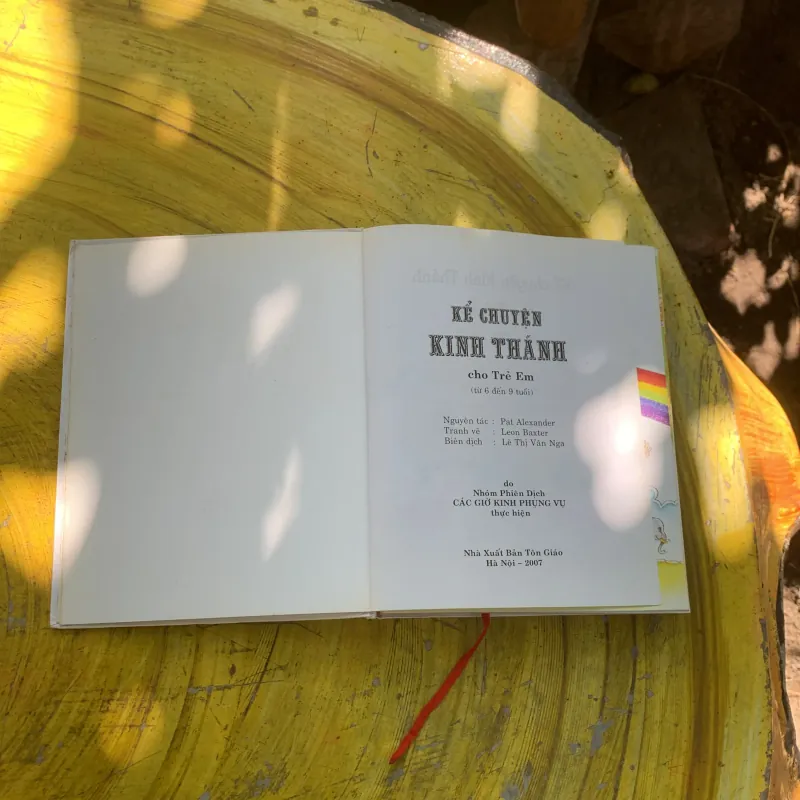 KỂ CHUYỆN
KINH THÁNH
cho Trẻ Em
(từ 6 đến 9 tuổi)
Nguyên tác : Pat Alexander
Tranh vẽ : Leon Baxter
Biên dịch : Lê Thị Vân Nga
do
Nhóm Phiên Dịch
CÁC GIỜ KINH PHỤNG VỤ
thực hiện
Nhà Xuất Bản Tôn Giáo
Hà Nội – 2007